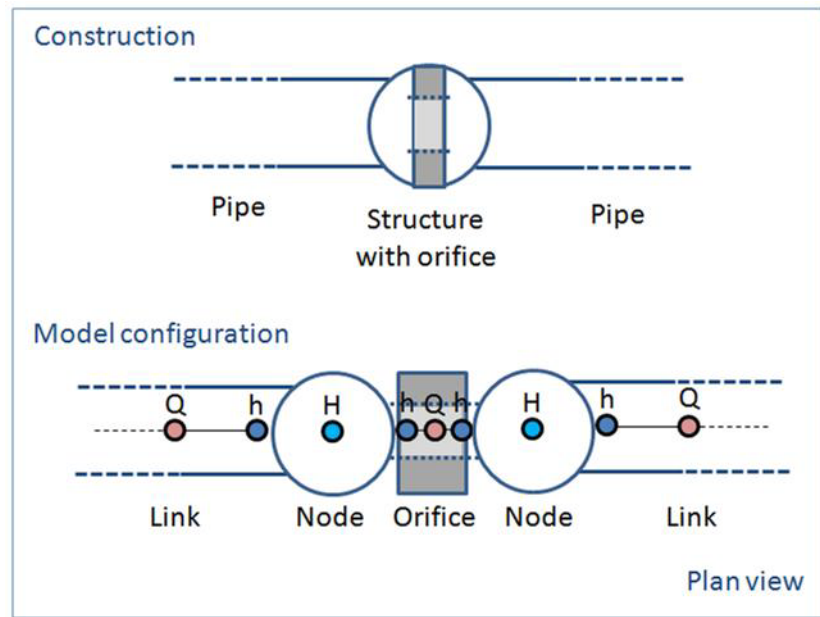 Construction
Pipe
Structure
with orifice
Pipe
Model configuration
Q h H h Q h H h Q
Link Node Orifice Node Link
Plan view